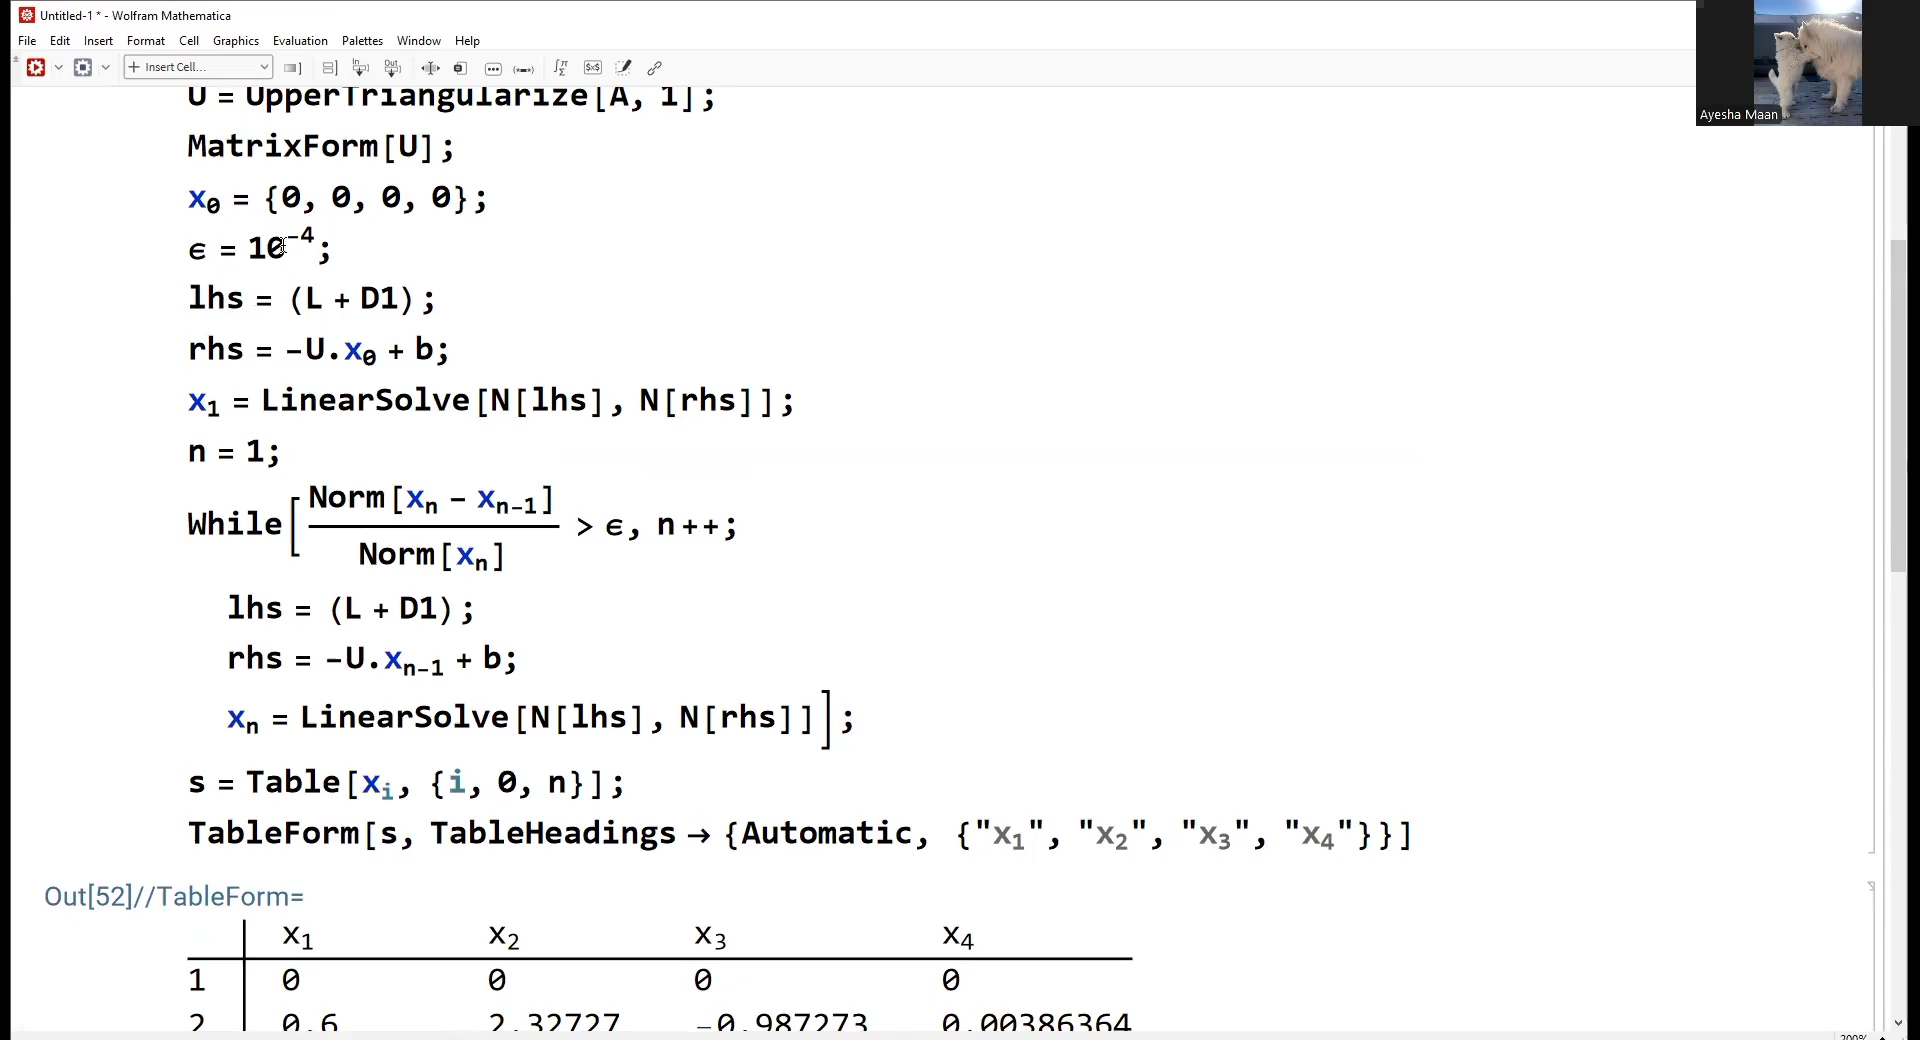 Untitled-1 * - Wolfram Mathematica
File Edit Insert Format Cell Graphics Evaluation Palettes Window Help
Insert Cell...
Ayesha Maan
U = UpperTriangularize[A, 1];
MatrixForm[U];
x₀ = {0, 0, 0, 0};
ϵ = 10⁻⁴;
lhs = (L + D1);
rhs = -U.x₀ + b;
x₁ = LinearSolve[N[lhs], N[rhs]];
n = 1;
While[Norm[xₙ - xₙ₋₁]/Norm[xₙ] > ϵ, n++;
lhs = (L + D1);
rhs = -U.xₙ₋₁ + b;
xₙ = LinearSolve[N[lhs], N[rhs]]];
s = Table[xᵢ, {i, 0, n}];
TableForm[s, TableHeadings → {Automatic, {"x₁", "x₂", "x₃", "x₄"}}]
Out[52]//TableForm=
x₁ x₂ x₃ x₄
1 0 0 0 0
2 0.6 2.32727 -0.987273 0.00386364
200%